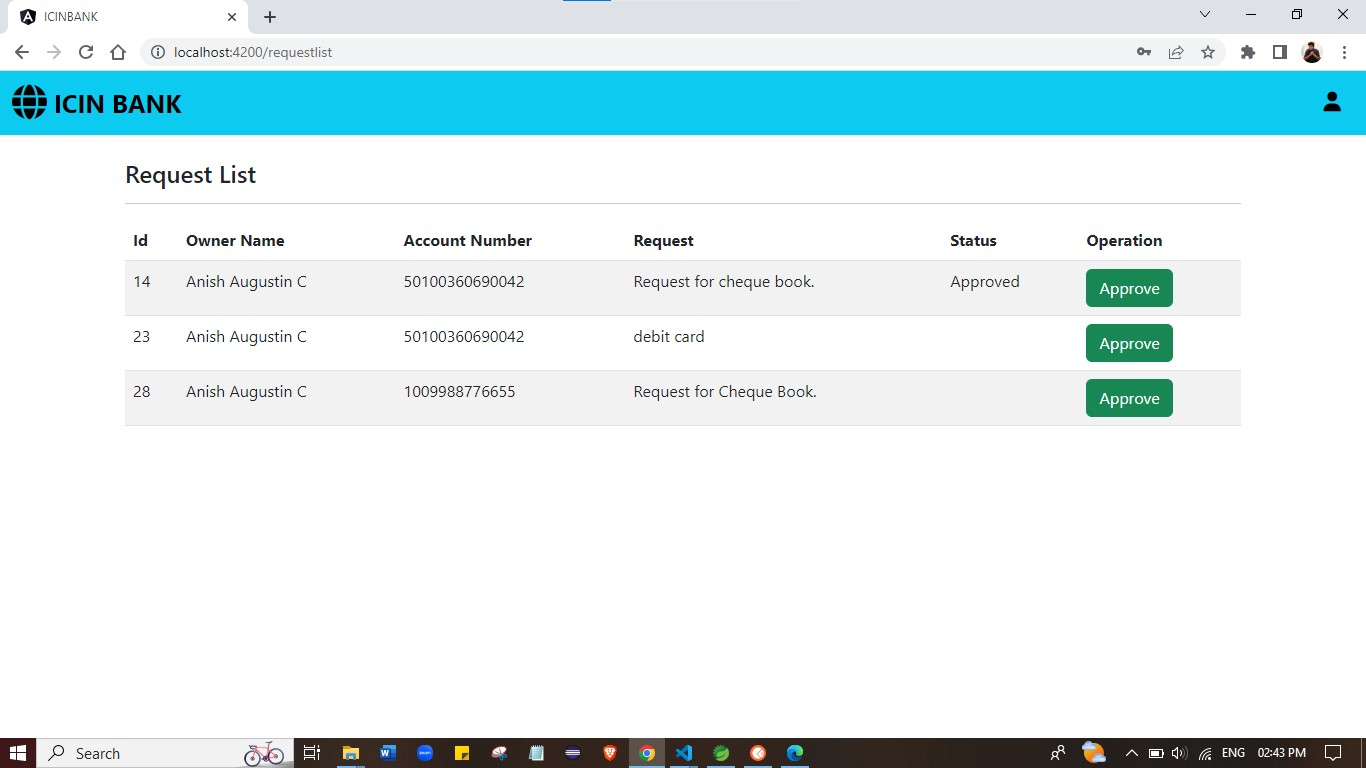 ICINBANK
localhost:4200/requestlist
ICIN BANK
Request List
Id Owner Name Account Number Request Status Operation
14 Anish Augustin C 50100360690042 Request for cheque book. Approved Approve
23 Anish Augustin C 50100360690042 debit card Approve
28 Anish Augustin C 1009988776655 Request for Cheque Book. Approve
Search ENG 02:43 PM